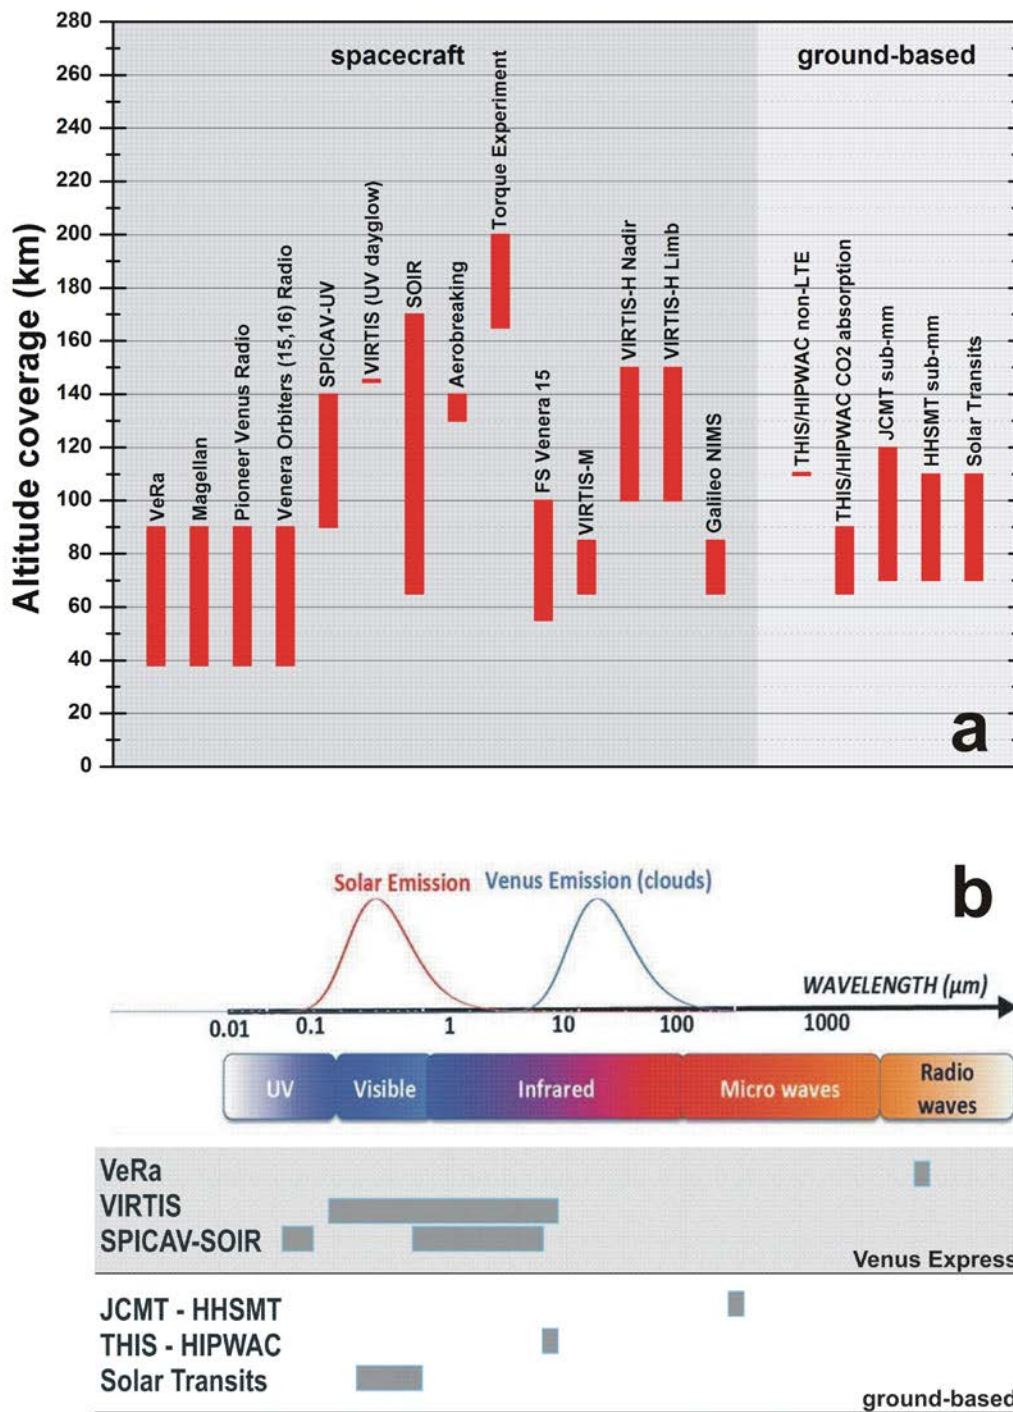 280
260
240
220
200
180
160
140
120
100
80
60
40
20
0
Altitude coverage (km)
spacecraft
ground-based
VeRa
Magellan
Pioneer Venus Radio
Venera Orbiters (15,16) Radio
SPICAV-UV
VIRTIS (UV dayglow)
SOIR
Aerobreaking
Torque Experiment
FS Venera 15
VIRTIS-M
VIRTIS-H Nadir
VIRTIS-H Limb
Galileo NIMS
THIS/HIPWAC non-LTE
THIS/HIPWAC CO2 absorption
JCMT sub-mm
HHSMT sub-mm
Solar Transits
a
b
Solar Emission Venus Emission (clouds)
WAVELENGTH (µm)
0.01 0.1 1 10 100 1000
UV Visible Infrared Micro waves Radio waves
VeRa
VIRTIS
SPICAV-SOIR
Venus Express
JCMT - HHSMT
THIS - HIPWAC
Solar Transits
ground-based